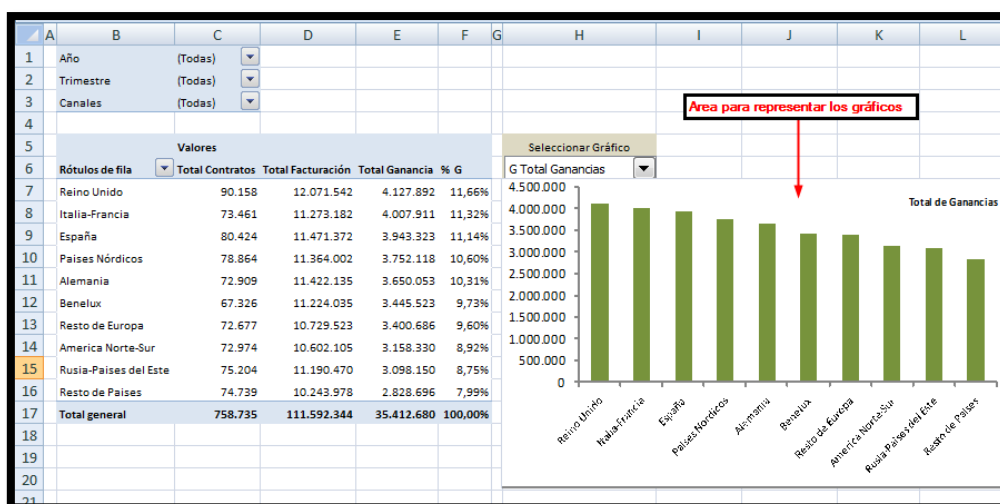 A B C D E F G H I J K L
1 Año (Todas)
2 Trimestre (Todas)
3 Canales (Todas) Area para representar los gráficos
4
5 Valores Seleccionar Gráfico
6 Rótulos de fila Total Contratos Total Facturación Total Ganancia % G G Total Ganancias
7 Reino Unido 90.158 12.071.542 4.127.892 11,66%
8 Italia-Francia 73.461 11.273.182 4.007.911 11,32%
9 España 80.424 11.471.372 3.943.323 11,14%
10 Paises Nórdicos 78.864 11.364.002 3.752.118 10,60%
11 Alemania 72.909 11.422.135 3.650.053 10,31%
12 Benelux 67.326 11.224.035 3.445.523 9,73%
13 Resto de Europa 72.677 10.729.523 3.400.686 9,60%
14 America Norte-Sur 72.974 10.602.105 3.158.330 8,92%
15 Rusia-Paises del Este 75.204 11.190.470 3.098.150 8,75%
16 Resto de Paises 74.739 10.243.978 2.828.696 7,99%
17 Total general 758.735 111.592.344 35.412.680 100,00%
18
19
20
21
Total de Ganancias
4.500.000
4.000.000
3.500.000
3.000.000
2.500.000
2.000.000
1.500.000
1.000.000
500.000
0
Reino Unido
Italia-Francia
España
Paises Nórdicos
Alemania
Benelux
Resto de Europa
America Norte-Sur
Rusia-Paises del Este
Resto de Paises